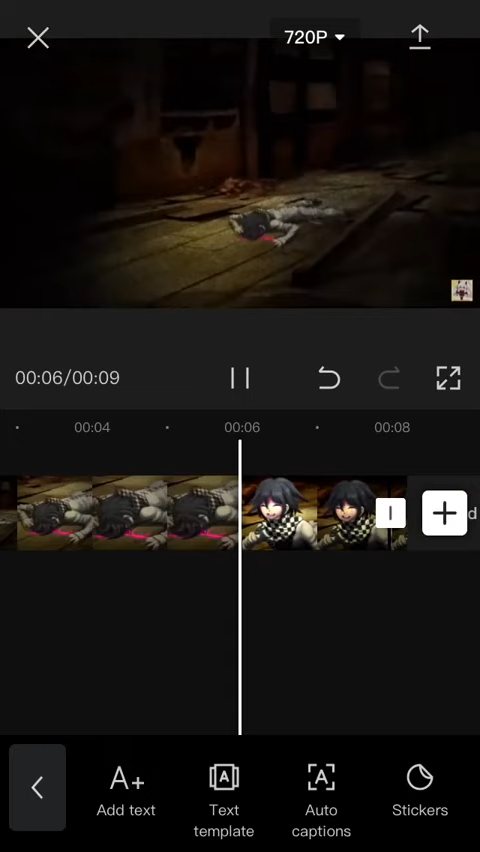 720P
00:06/00:09
00:04
00:06
00:08
d
A+
Add text
A
Text
template
A
Auto
captions
Stickers